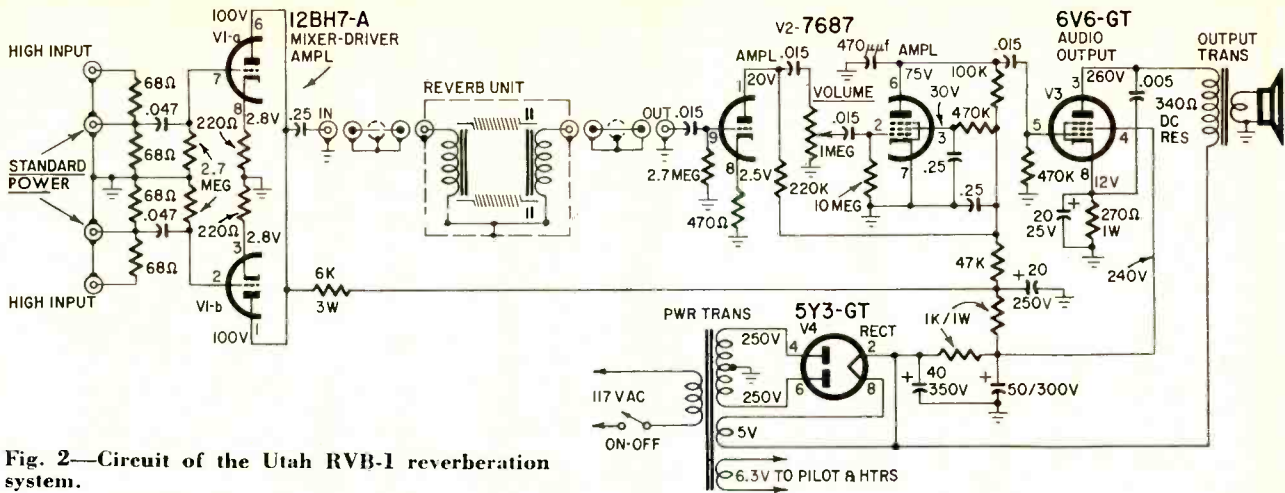 HIGH INPUT
STANDARD
POWER
HIGH INPUT
68Ω
68Ω
68Ω
68Ω
.047
.047
2.7
MEG
220Ω
220Ω
100V
6
V1-a
7
8
2.8V
2.8V
3
2
V1-b
1
100V
12BH7-A
MIXER-DRIVER
AMPL
.25
IN
6K
3W
REVERB UNIT
OUT
.015
2.7 MEG
9
V2-7687
AMPL
1
20V
8
2.5V
470Ω
.015
220K
VOLUME
1MEG
.015
10 MEG
470μμf
AMPL
6
75V
2
7
30V
3
470K
.25
.25
100K
.015
47K
20
250V
6V6-GT
AUDIO
OUTPUT
V3
3
260V
5
4
8
12V
470K
20
25V
270Ω
1W
240V
.005
OUTPUT
TRANS
340Ω
DC
RES
PWR TRANS
117 VAC
ON-OFF
250V
250V
5V
6.3V TO PILOT & HTRS
5Y3-GT
V4
RECT
4
6
2
8
1K/1W
40
350V
50/300V
Fig. 2—Circuit of the Utah RVB-1 reverberation
system.